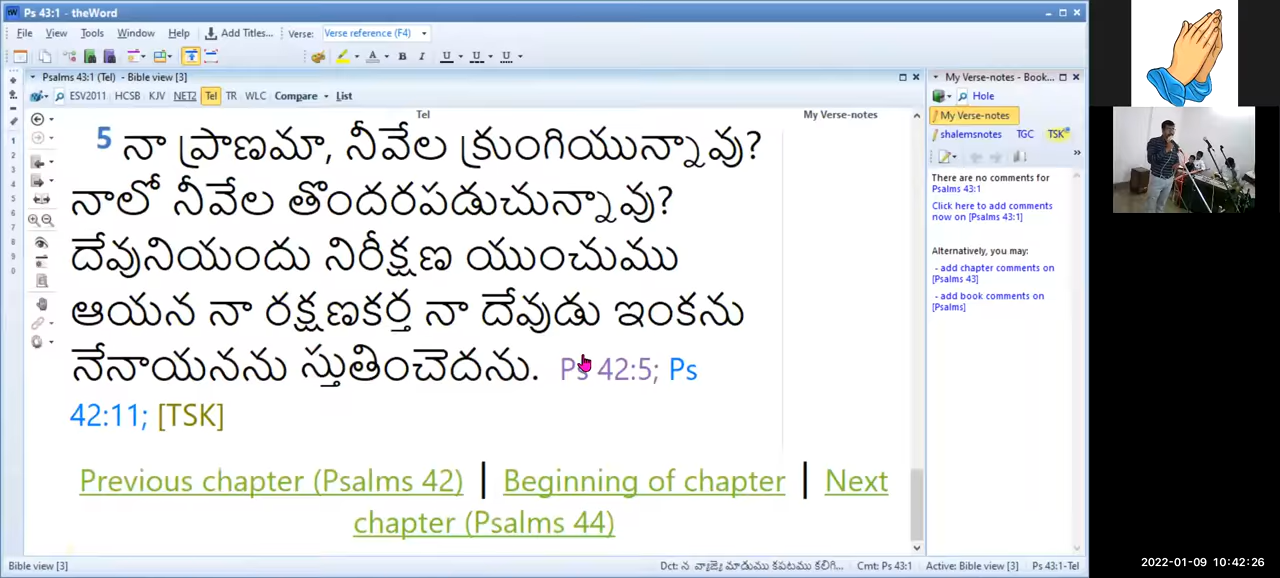 Ps 43:1 - theWord
File View Tools Window Help Add Titles... Verse: Verse reference (F4)
Psalms 43:1 (Tel) - Bible view [3]
ESV2011 HCSB KJV NET2 Tel TR WLC Compare List
Tel My Verse-notes
5 నా ప్రాణమా, నీవేల క్రుంగియున్నావు?
నాలో నీవేల తొందరపడుచున్నావు?
దేవునియందు నిరీక్షణ యుంచుము
ఆయన నా రక్షణకర్త నా దేవుడు ఇంకను
నేనాయనను స్తుతించెదను. Ps 42:5; Ps
42:11; [TSK]
Previous chapter (Psalms 42) | Beginning of chapter | Next
chapter (Psalms 44)
My Verse-notes - Book...
Hole
My Verse-notes
shalemsnotes TGC TSK
There are no comments for
Psalms 43:1
Click here to add comments
now on [Psalms 43:1]
Alternatively, you may:
- add chapter comments on
[Psalms 43]
- add book comments on
[Psalms]
Bible view [3] Dct: న వ్యాజ్యె మాడుము కపటము కలిగి... Cmt: Ps 43:1 Active: Bible view [3] Ps 43:1-Tel
2022-01-09 10:42:26